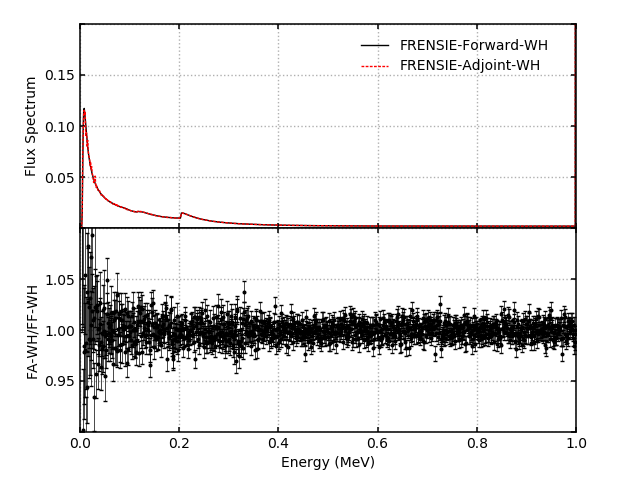 FRENSIE-Forward-WH
FRENSIE-Adjoint-WH
Flux Spectrum
0.15
0.10
0.05
FA-WH/FF-WH
1.05
1.00
0.95
0.0 0.2 0.4 0.6 0.8 1.0
Energy (MeV)